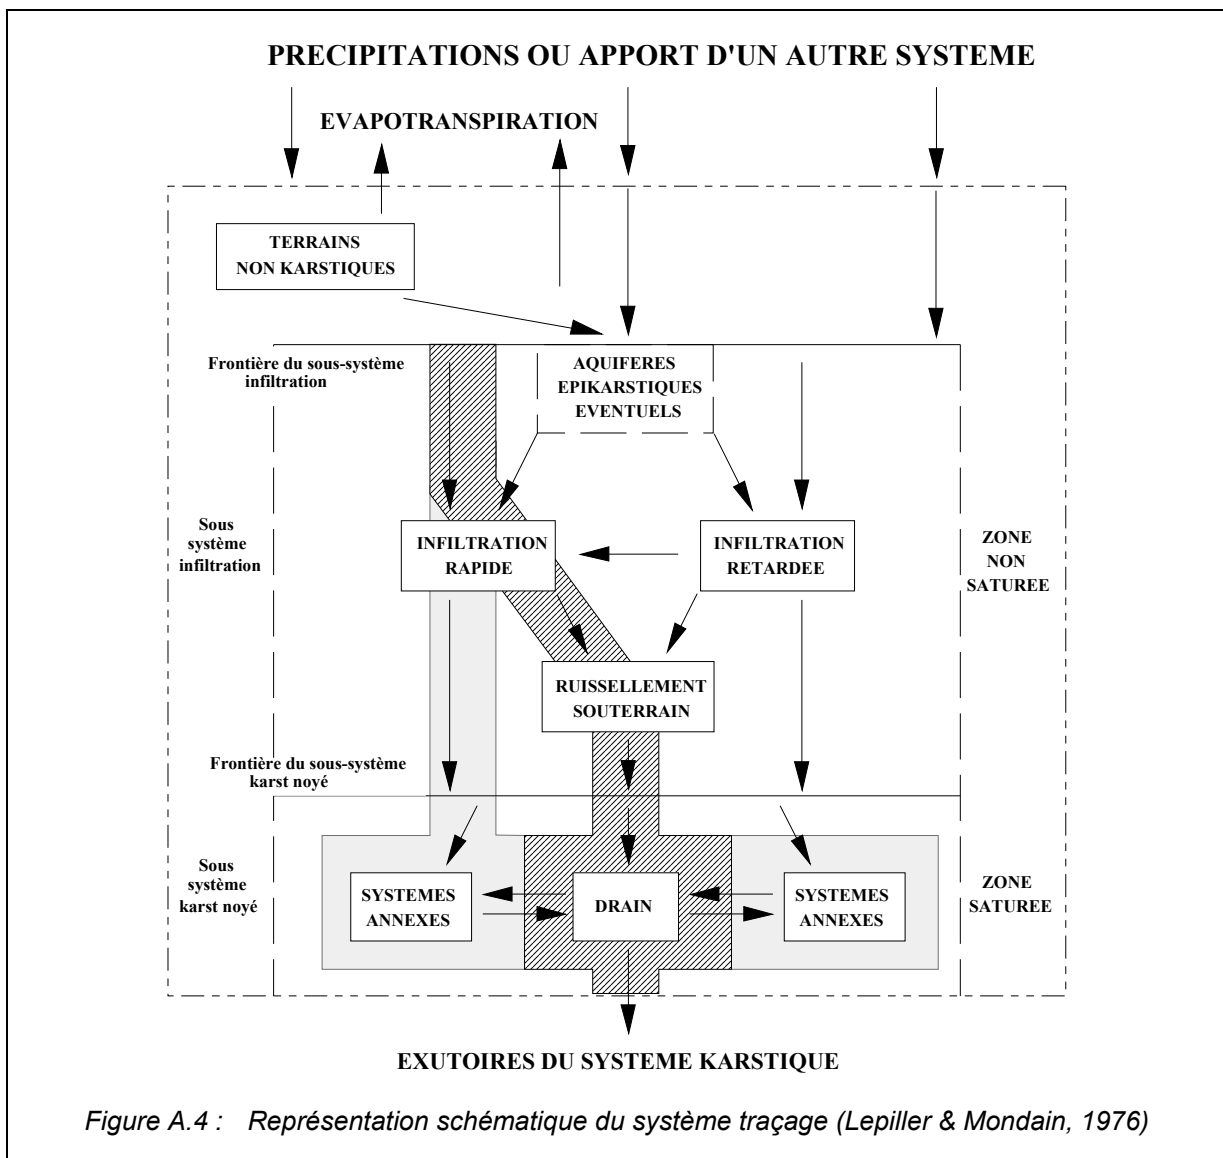 PRECIPITATIONS OU APPORT D'UN AUTRE SYSTEME
EVAPOTRANSPIRATION
TERRAINS
NON KARSTIQUES
Frontière du sous-système
infiltration
AQUIFERES
EPIKARSTIQUES
EVENTUELS
Sous
système
infiltration
INFILTRATION
RAPIDE
INFILTRATION
RETARDEE
ZONE
NON
SATUREE
RUISSELLEMENT
SOUTERRAIN
Frontière du sous-système
karst noyé
Sous
système
karst noyé
SYSTEMES
ANNEXES
DRAIN
SYSTEMES
ANNEXES
ZONE
SATUREE
EXUTOIRES DU SYSTEME KARSTIQUE
Figure A.4 : Représentation schématique du système traçage (Lepiller & Mondain, 1976)